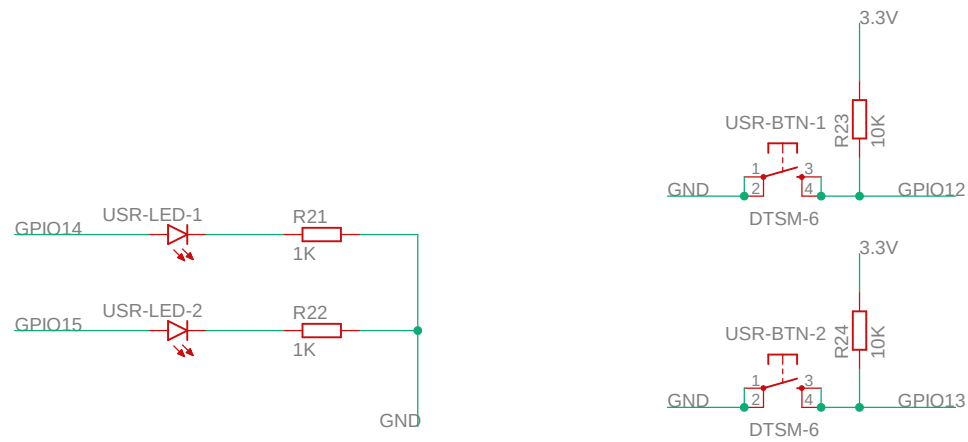 GPIO14
USR-LED-1
R21
1K
GPIO15
USR-LED-2
R22
1K
GND
3.3V
USR-BTN-1
R23
10K
1
3
2
4
GND
GPIO12
DTSM-6
3.3V
USR-BTN-2
R24
10K
1
3
2
4
GND
GPIO13
DTSM-6